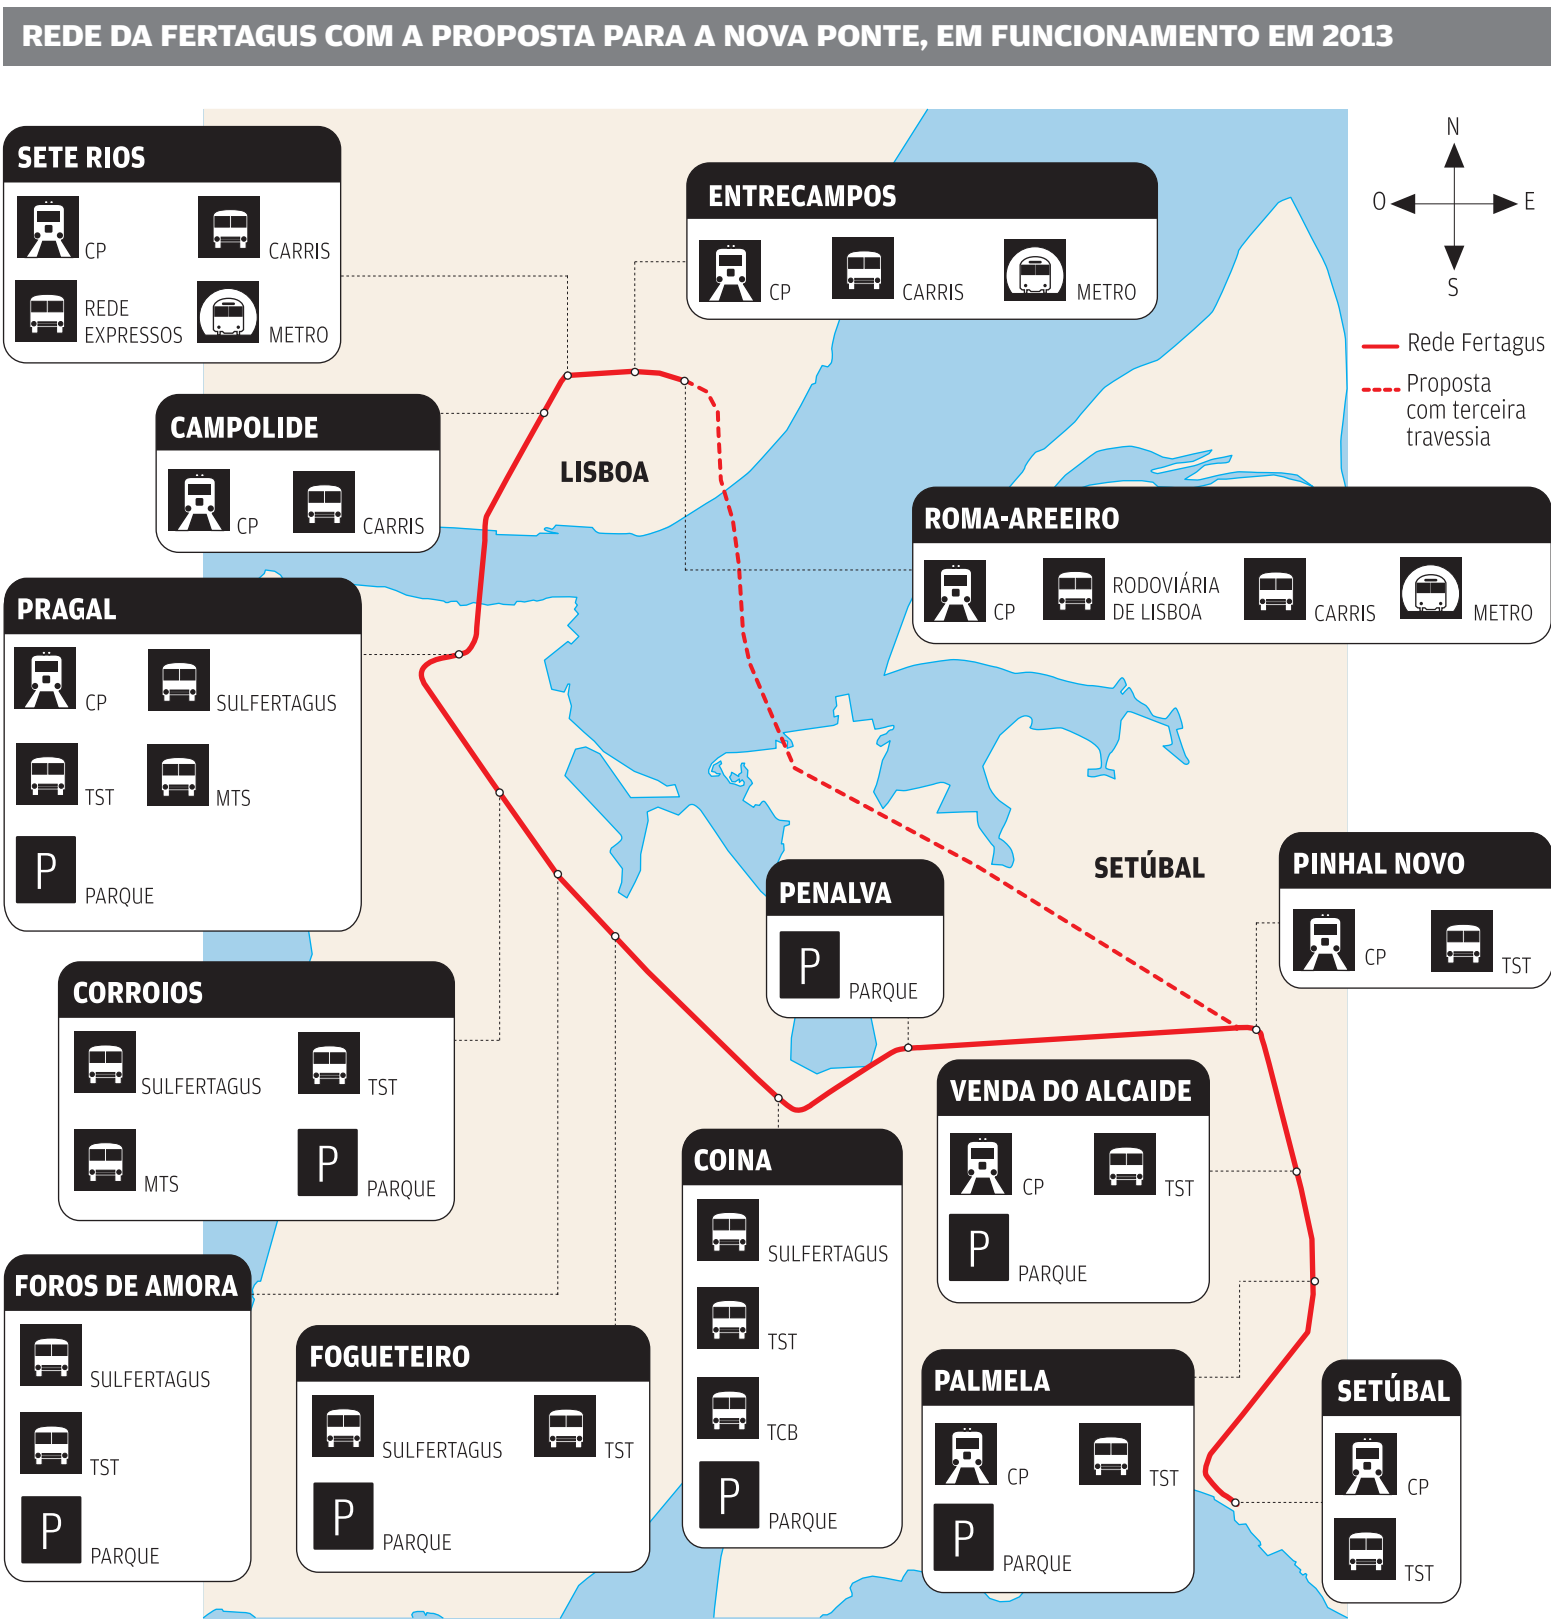 REDE DA FERTAGUS COM A PROPOSTA PARA A NOVA PONTE, EM FUNCIONAMENTO EM 2013
SETE RIOS
CP
CARRIS
REDE
EXPRESSOS
METRO
ENTRECAMPOS
CP
CARRIS
METRO
N
O
E
S
Rede Fertagus
Proposta
com terceira
travessia
CAMPOLIDE
CP
CARRIS
LISBOA
ROMA-AREEIRO
CP
RODOVIÁRIA
DE LISBOA
CARRIS
METRO
PRAGAL
CP
SULFERTAGUS
TST
MTS
P
PARQUE
SETÚBAL
PENALVA
P
PARQUE
PINHAL NOVO
CP
TST
CORROIOS
SULFERTAGUS
TST
MTS
P
PARQUE
VENDA DO ALCAIDE
CP
TST
P
PARQUE
COINA
SULFERTAGUS
TST
TCB
P
PARQUE
FOROS DE AMORA
SULFERTAGUS
TST
P
PARQUE
FOGUETEIRO
SULFERTAGUS
TST
P
PARQUE
PALMELA
CP
TST
P
PARQUE
SETÚBAL
CP
TST